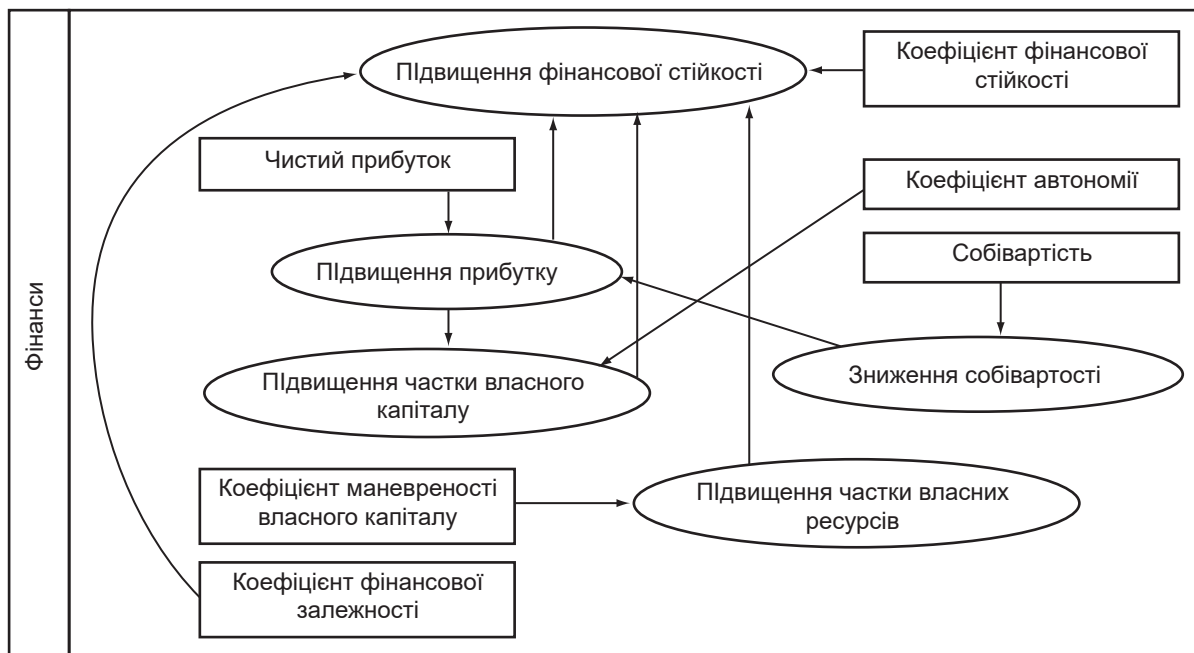 Фінанси
ПІдвищення фінансової стійкості
Коефіцієнт фінансової
стійкості
Чистий прибуток
Коефіцієнт автономії
ПІдвищення прибутку
Собівартість
ПІдвищення частки власного
капіталу
Зниження собівартості
Коефіцієнт маневреності
власного капіталу
ПІдвищення частки власних
ресурсів
Коефіцієнт фінансової
залежності